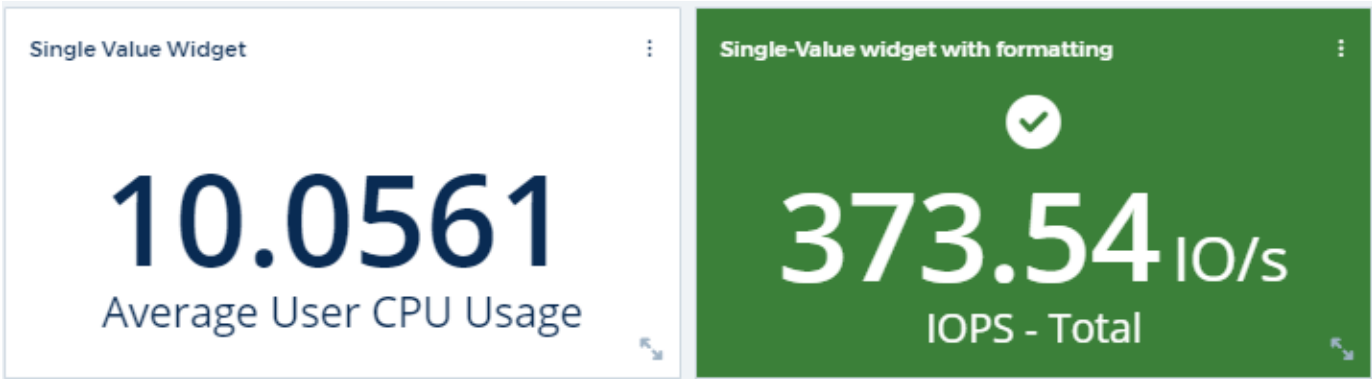 Single Value Widget
10.0561
Average User CPU Usage
Single-Value widget with formatting
373.54 IO/s
IOPS - Total